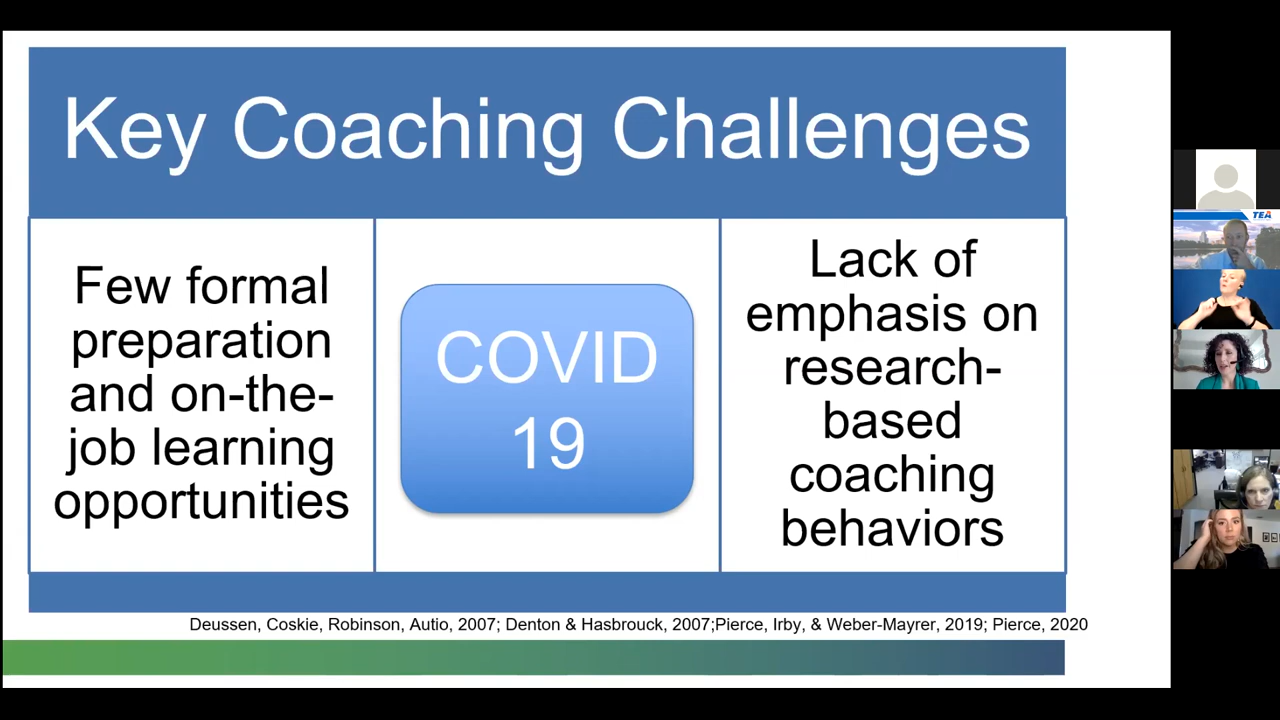 Key Coaching Challenges
Few formal
preparation
and on-the-
job learning
opportunities
COVID
19
Lack of
emphasis on
research-
based
coaching
behaviors
Deussen, Coskie, Robinson, Autio, 2007; Denton & Hasbrouck, 2007;Pierce, Irby, & Weber-Mayrer, 2019; Pierce, 2020
TEA